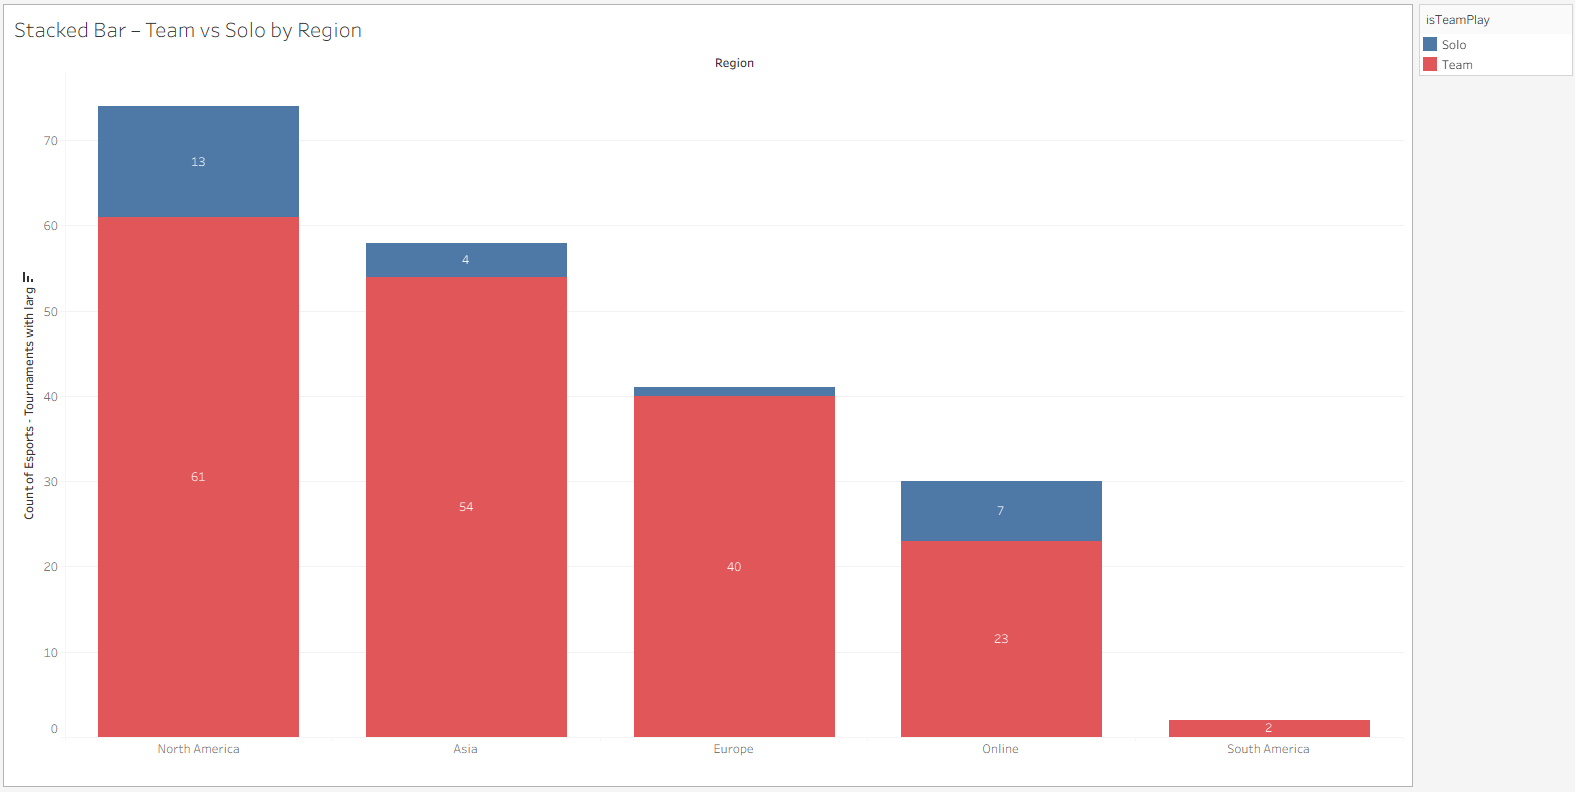 Stacked Bar – Team vs Solo by Region
isTeamPlay
Solo
Team
Region
Count of Esports - Tournaments with larg
70
60
50
40
30
20
10
0
13
61
4
54
40
7
23
2
North America
Asia
Europe
Online
South America